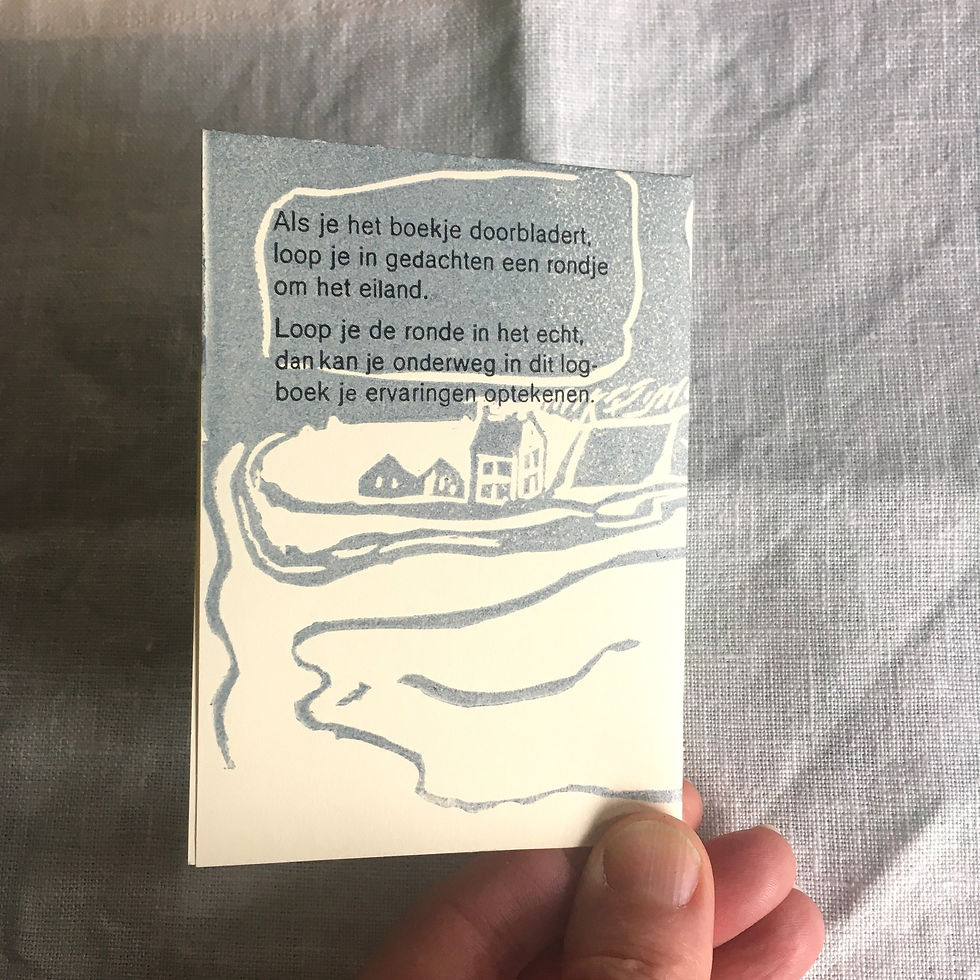 Als je het boekje doorbladert,
loop je in gedachten een rondje
om het eiland.
Loop je de ronde in het echt,
dan kan je onderweg in dit log-
boek je ervaringen optekenen.